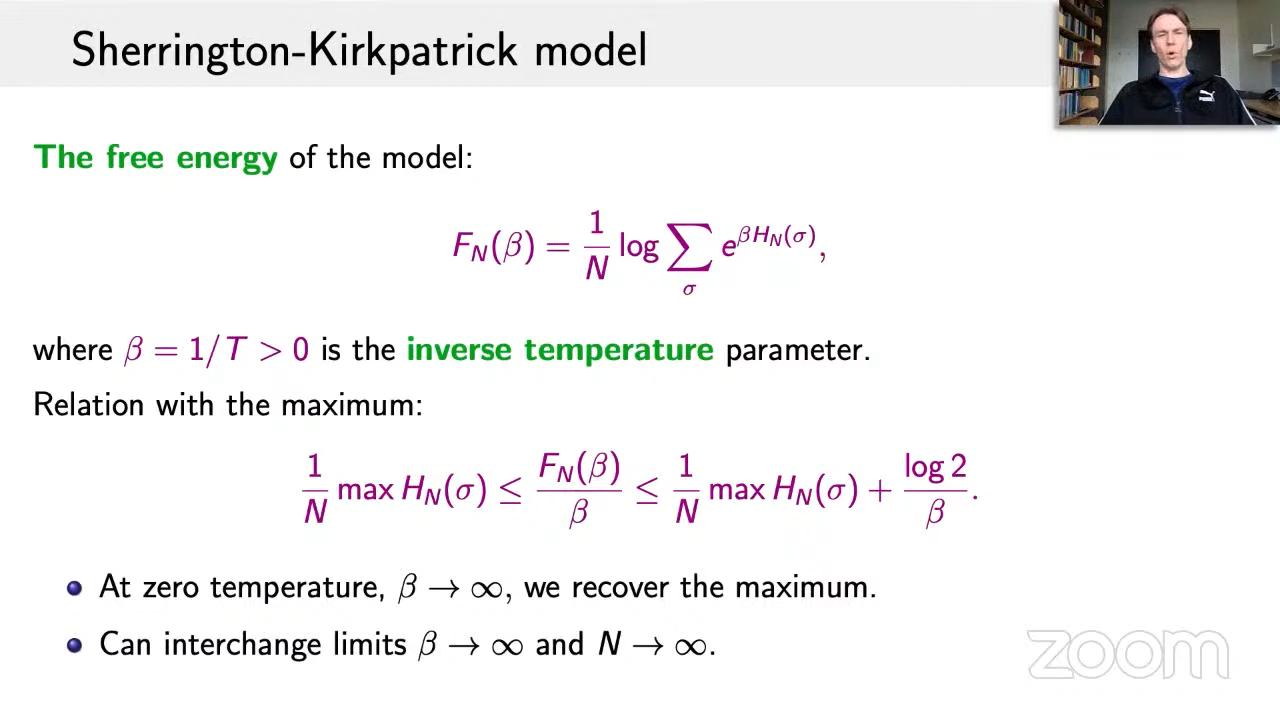 Sherrington-Kirkpatrick model
The free energy of the model:
F_N(β) = 1/N log ∑_σ e^{βH_N(σ)},
where β = 1/T > 0 is the inverse temperature parameter.
Relation with the maximum:
1/N max H_N(σ) ≤ F_N(β)/β ≤ 1/N max H_N(σ) + log 2/β.
At zero temperature, β → ∞, we recover the maximum.
Can interchange limits β → ∞ and N → ∞.
zoom